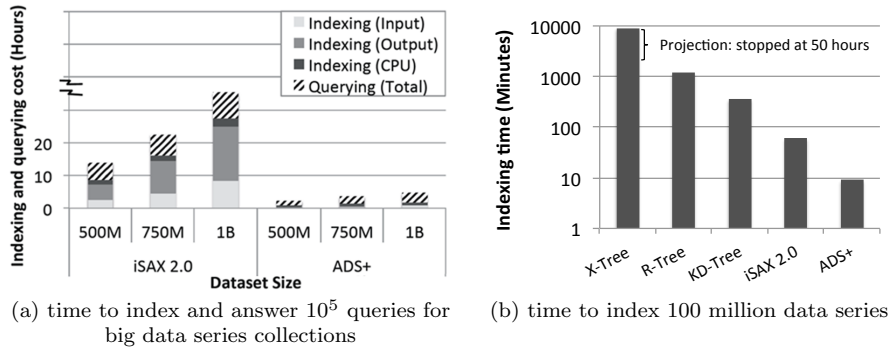 Indexing and querying cost (Hours)
20
10
0
Indexing (Input)
Indexing (Output)
Indexing (CPU)
Querying (Total)
500M 750M 1B 500M 750M 1B
iSAX 2.0 ADS+
Dataset Size
(a) time to index and answer 10⁵ queries for
big data series collections
Indexing time (Minutes)
10000
1000
100
10
1
Projection: stopped at 50 hours
X-Tree R-Tree KD-Tree iSAX 2.0 ADS+
(b) time to index 100 million data series